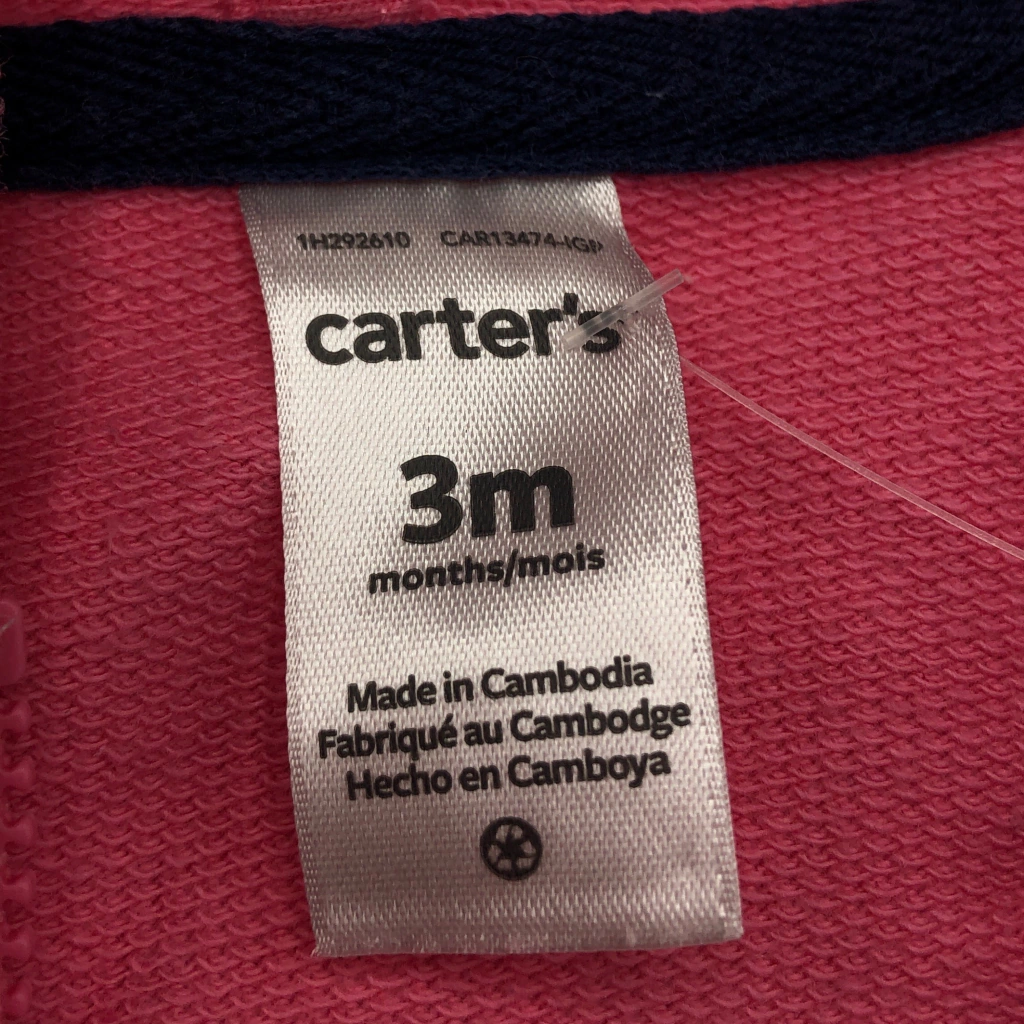 1H292610 CAR13474-IGP
carter's
3m
months/mois
Made in Cambodia
Fabriqué au Cambodge
Hecho en Camboya